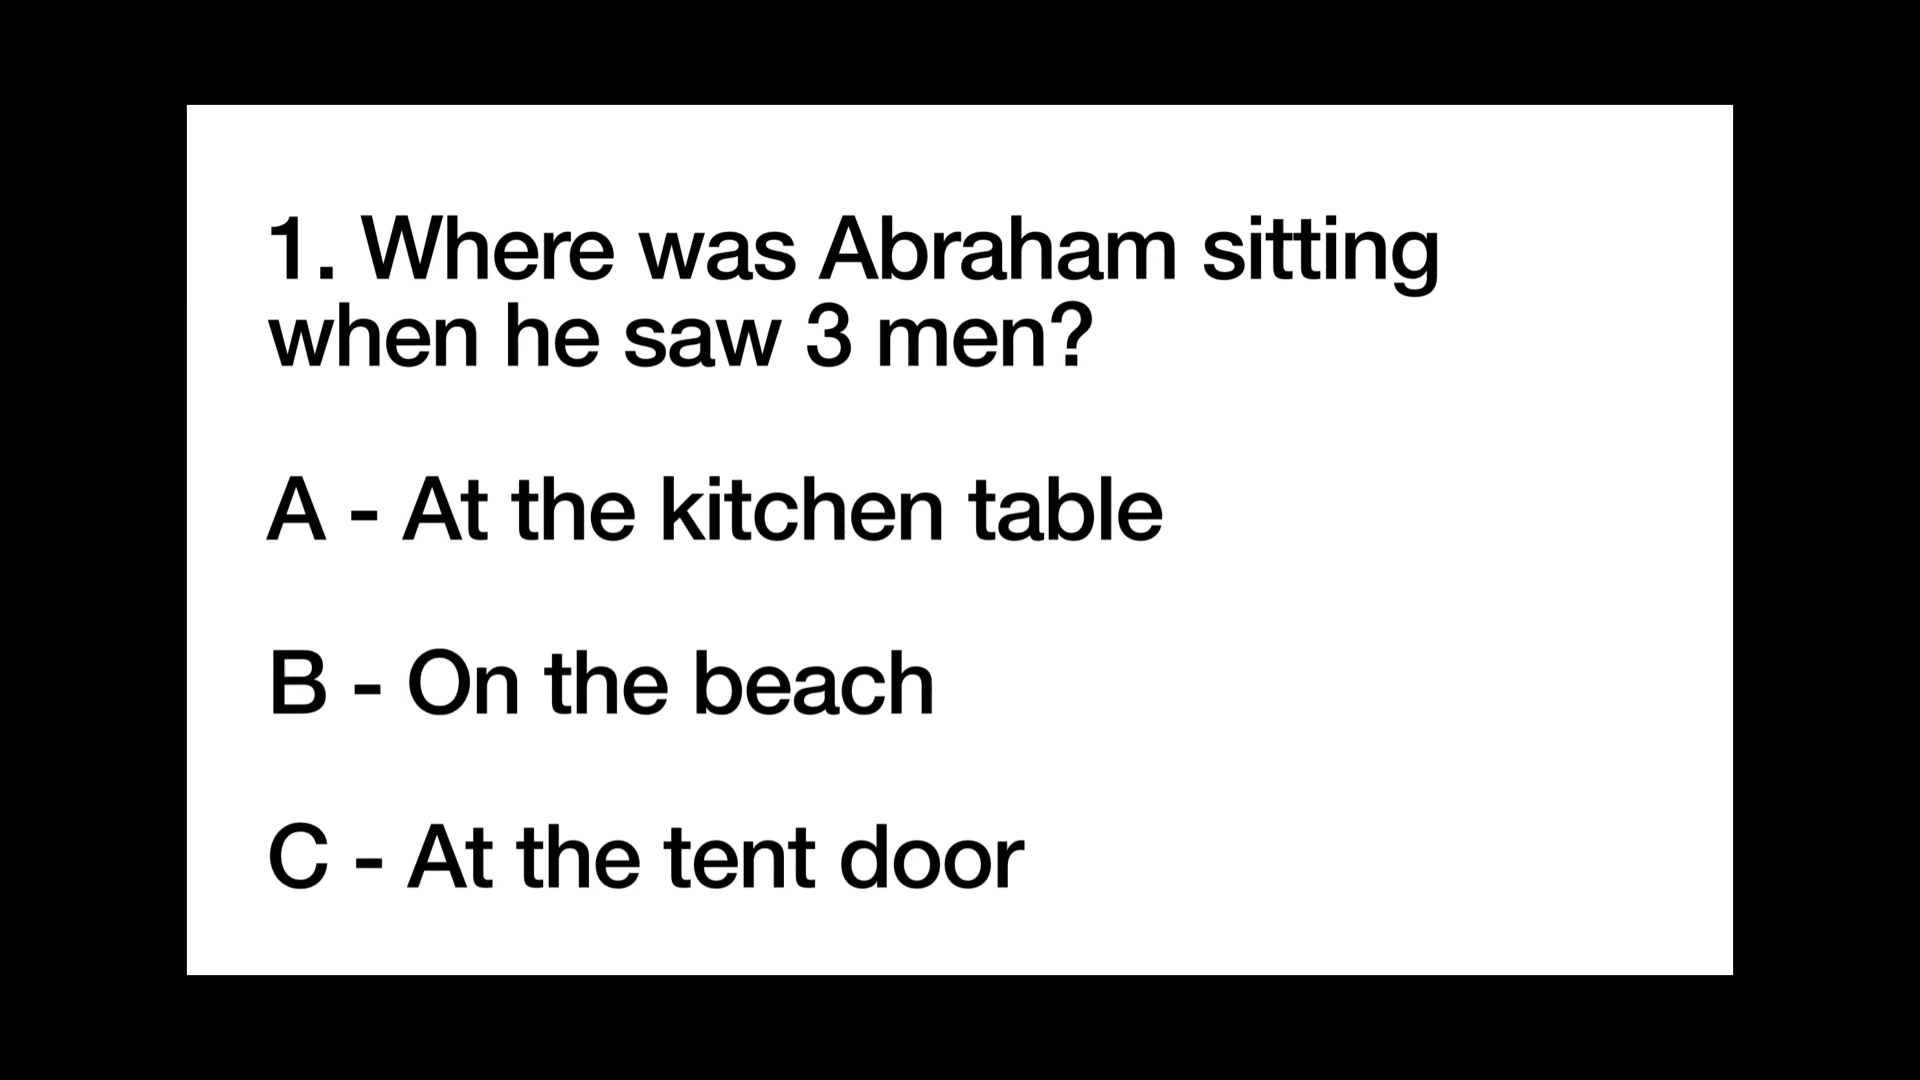 1. Where was Abraham sitting
when he saw 3 men?
A - At the kitchen table
B - On the beach
C - At the tent door